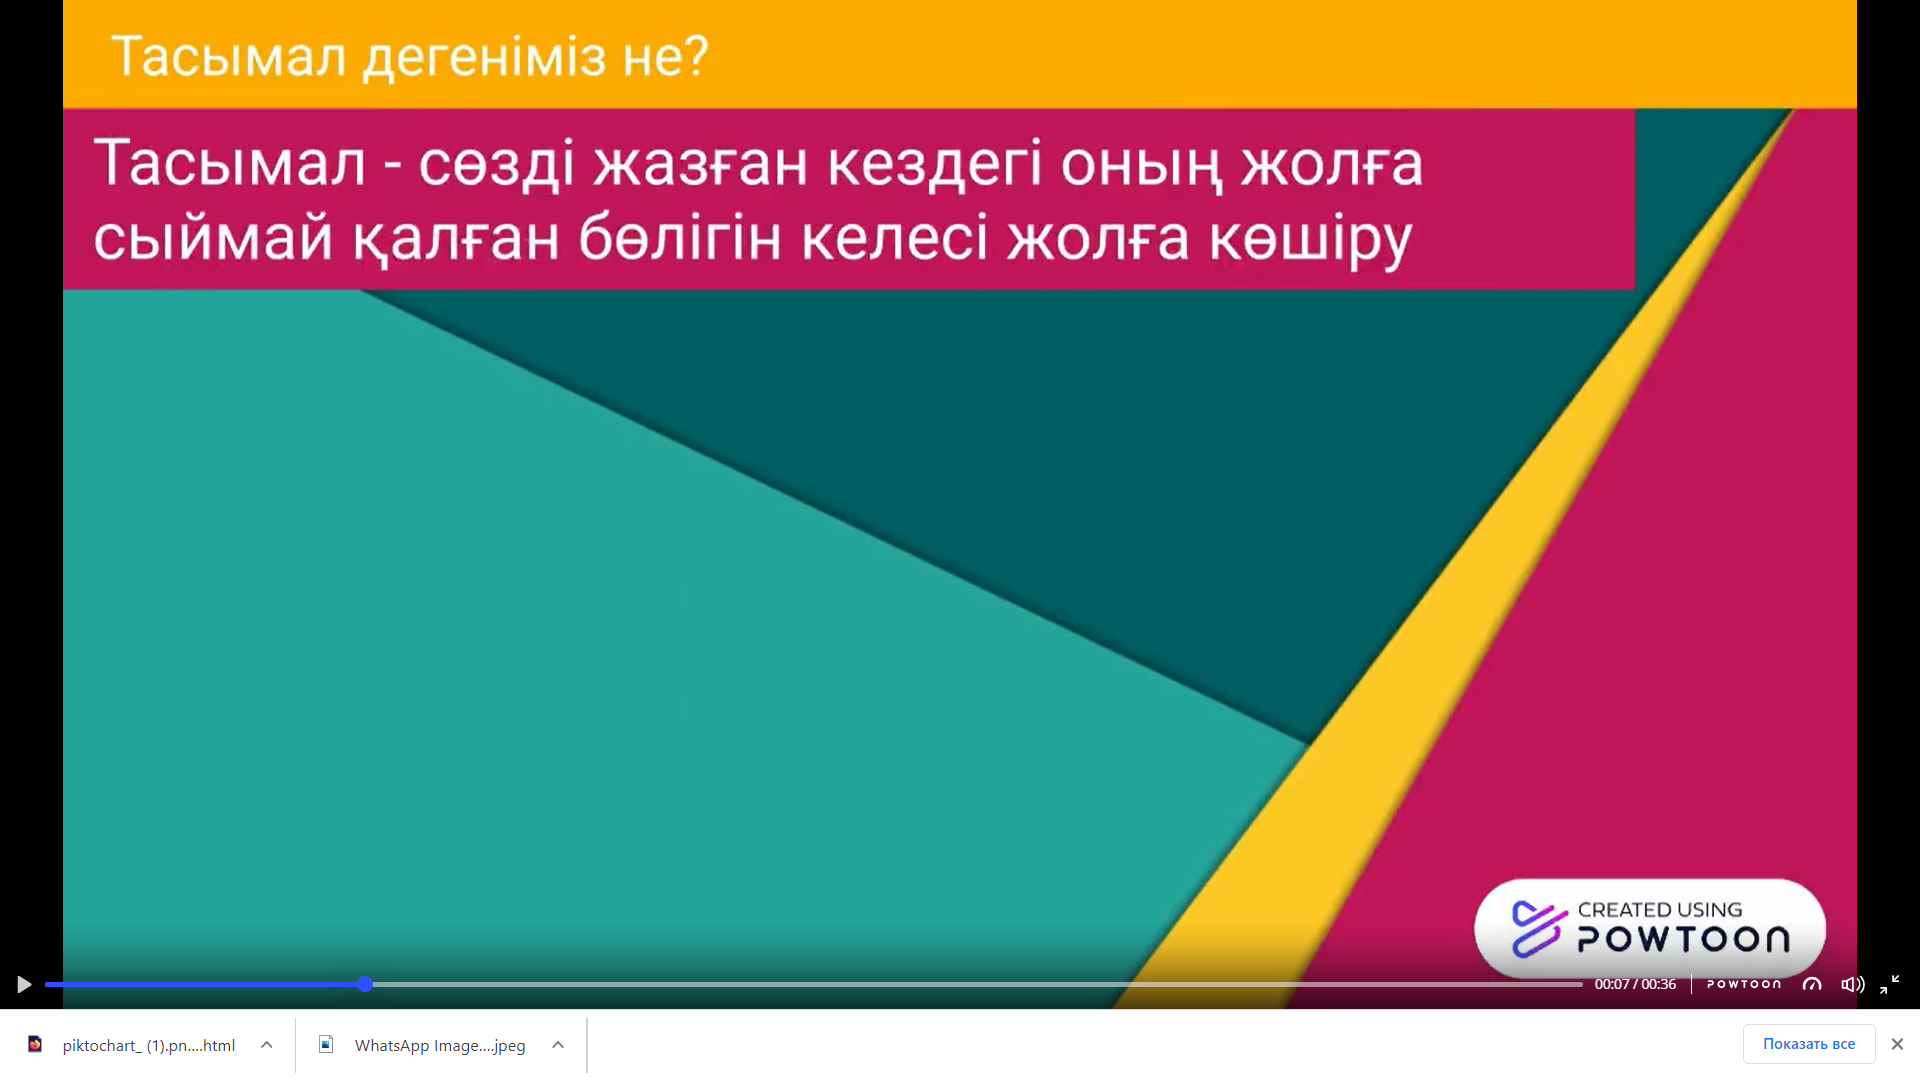 Тасымал дегеніміз не?
Тасымал - сөзді жазған кездегі оның жолға
сыймай қалған бөлігін келесі жолға көшіру
CREATED USING
POWTOON
00:07 / 00:36
POWTOON
piktochart_ (1).pn....html
WhatsApp Image....jpeg
Показать все